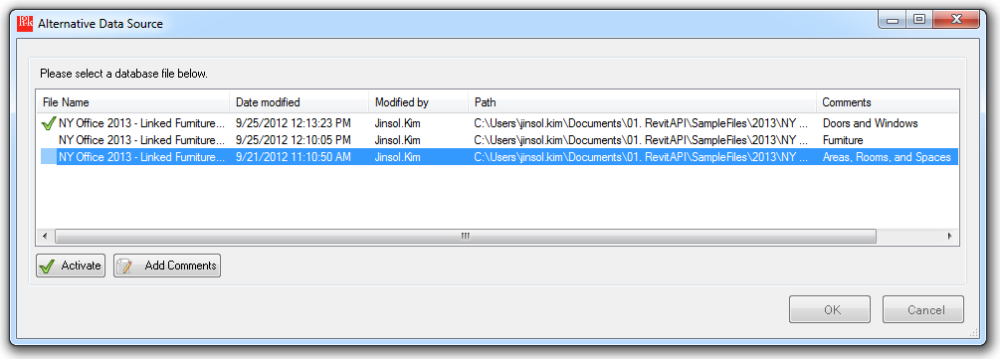 Alternative Data Source
Please select a database file below.
File Name Date modified Modified by Path Comments
NY Office 2013 - Linked Furniture... 9/25/2012 12:13:23 PM Jinsol.Kim C:\Users\jinsol.kim\Documents\01. RevitAPI\SampleFiles\2013\NY ... Doors and Windows
NY Office 2013 - Linked Furniture... 9/25/2012 12:10:05 PM Jinsol.Kim C:\Users\jinsol.kim\Documents\01. RevitAPI\SampleFiles\2013\NY ... Furniture
NY Office 2013 - Linked Furniture... 9/21/2012 11:10:50 AM Jinsol.Kim C:\Users\jinsol.kim\Documents\01. RevitAPI\SampleFiles\2013\NY ... Areas, Rooms, and Spaces
Activate Add Comments
OK Cancel